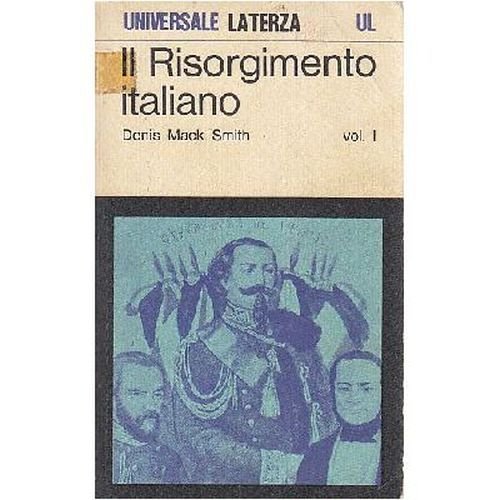 UNIVERSALE LATERZA UL
Il Risorgimento
italiano
Denis Mack Smith vol. I